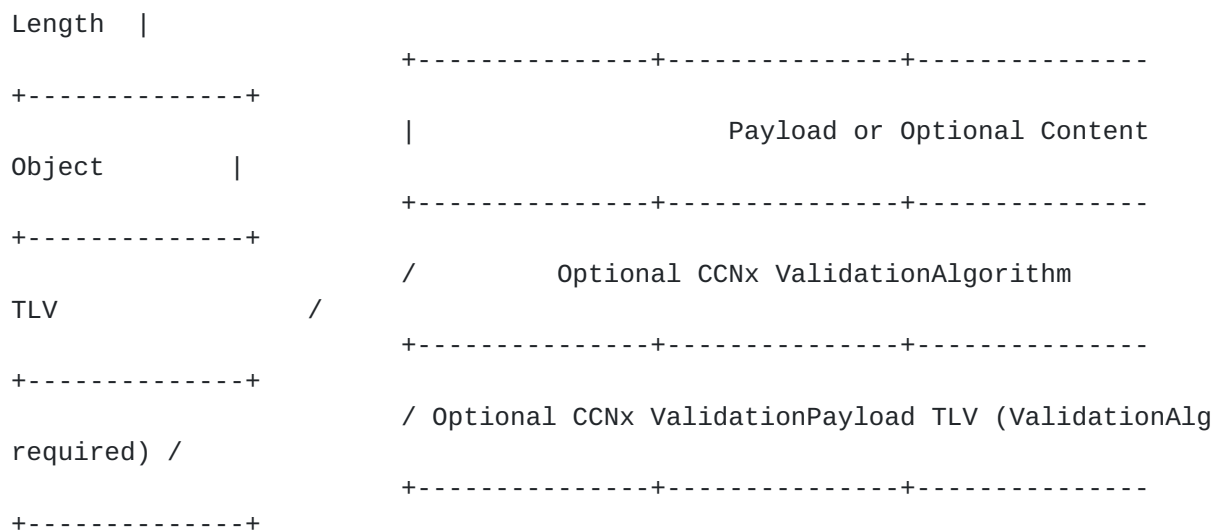 Length  |
+---------------+---------------+---------------
+--------------+
|                    Payload or Optional Content
Object        |
+---------------+---------------+---------------
+--------------+
/         Optional CCNx ValidationAlgorithm
TLV                /
+---------------+---------------+---------------
+--------------+
/ Optional CCNx ValidationPayload TLV (ValidationAlg
required) /
+---------------+---------------+---------------
+--------------+